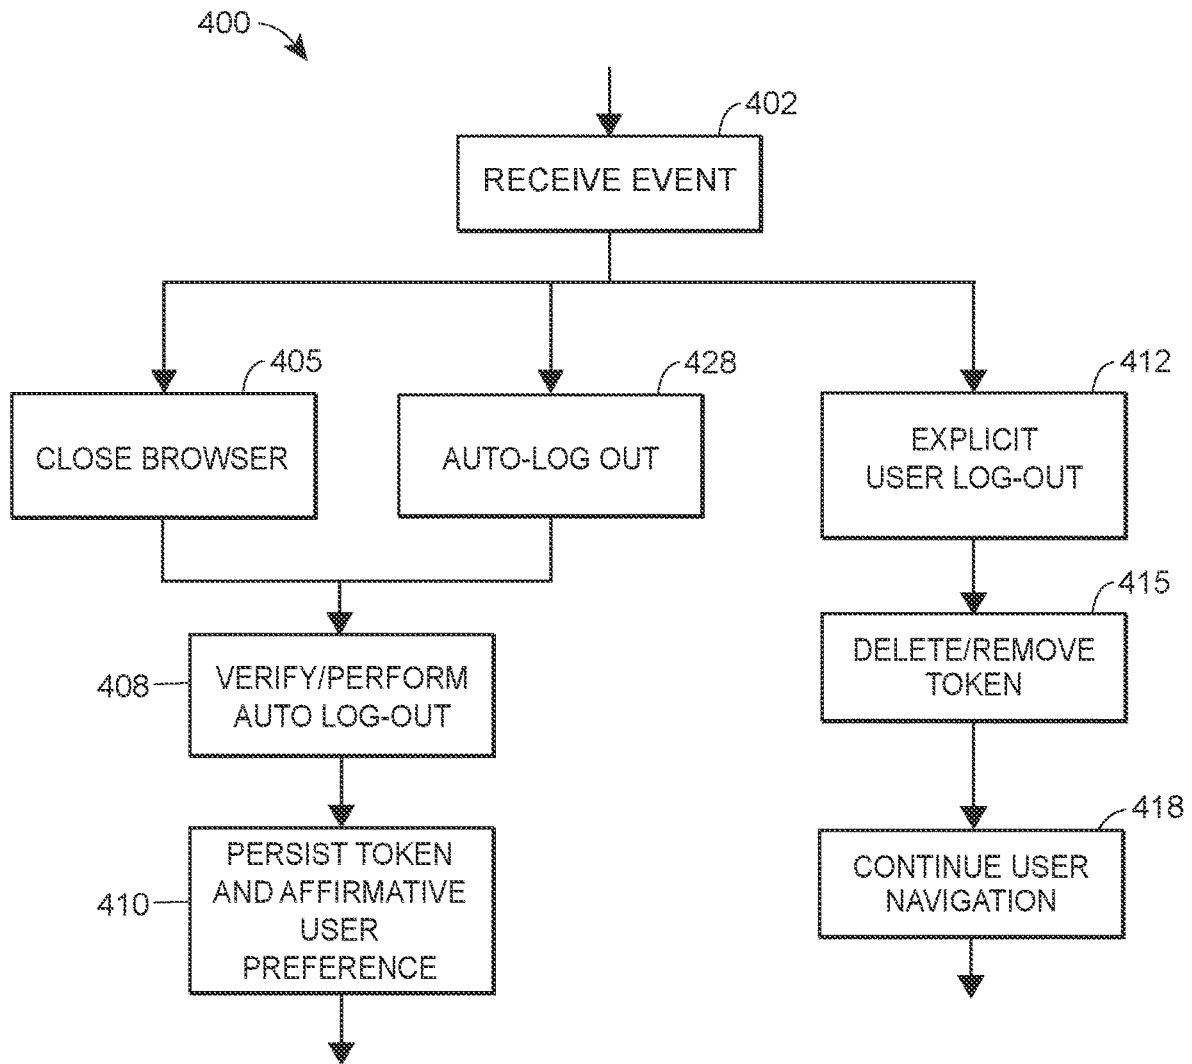 400
402
RECEIVE EVENT
405
428
412
CLOSE BROWSER
AUTO-LOG OUT
EXPLICIT
USER LOG-OUT
415
408
VERIFY/PERFORM
AUTO LOG-OUT
DELETE/REMOVE
TOKEN
418
410
PERSIST TOKEN
AND AFFIRMATIVE
USER
PREFERENCE
CONTINUE USER
NAVIGATION